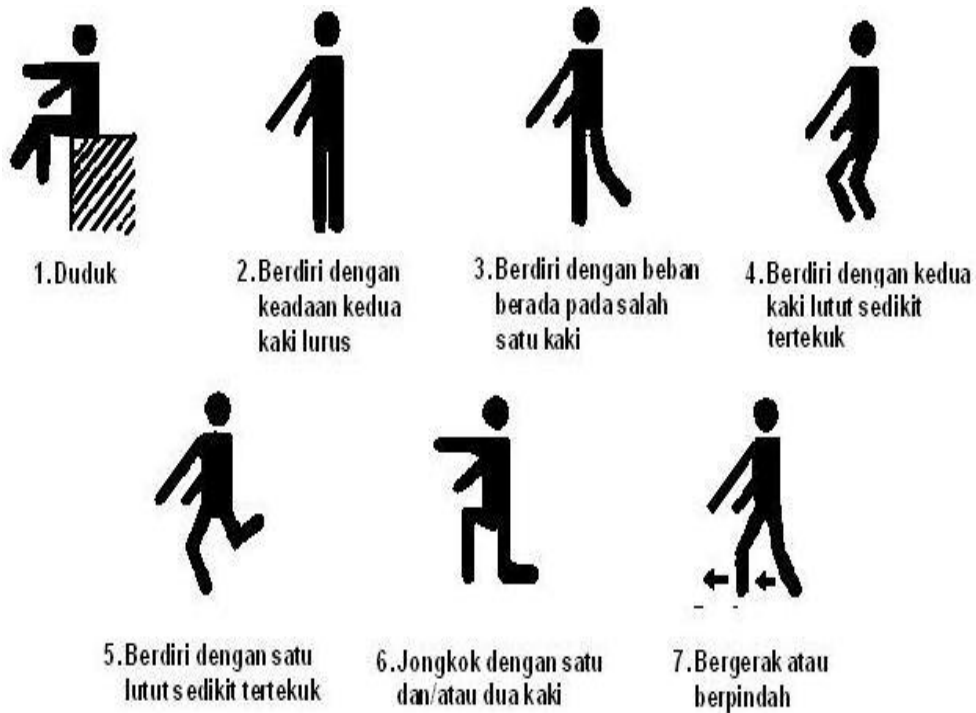 1.Duduk
2.Berdiri dengan
keadaan kedua
kaki lurus
3.Berdiri dengan beban
berada pada salah
satu kaki
4.Berdiri dengan kedua
kaki lutut sedikit
tertekuk
5.Berdiri dengan satu
lutut sedikit tertekuk
6.Jongkok dengan satu
dan/atau dua kaki
7.Bergerak atau
berpindah